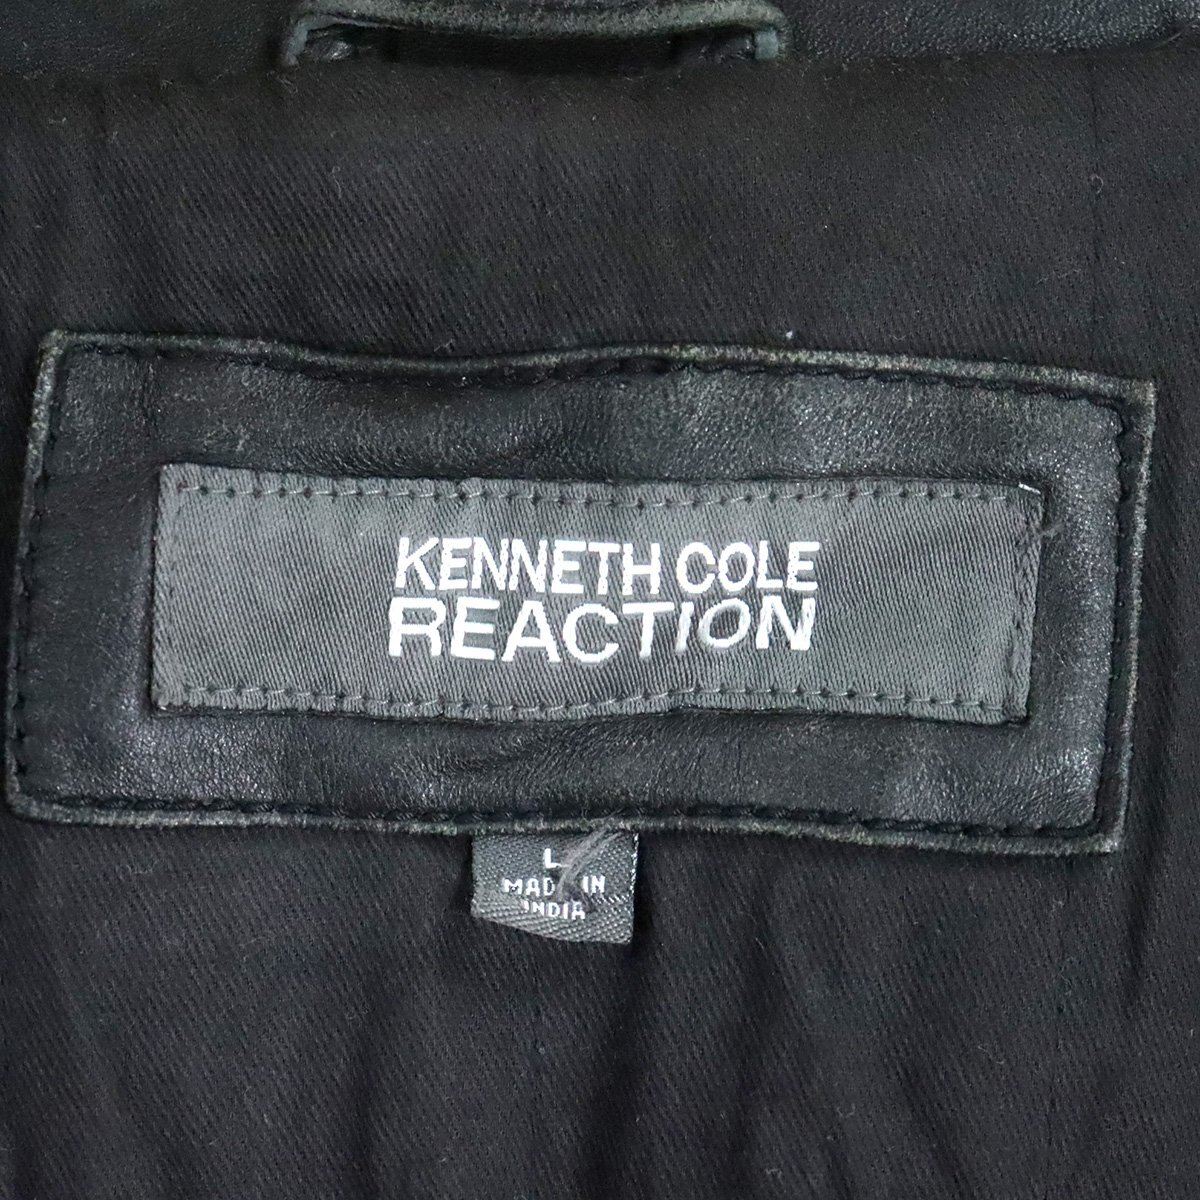 KENNETH COLE
REACTION
L
MADE IN
INDIA